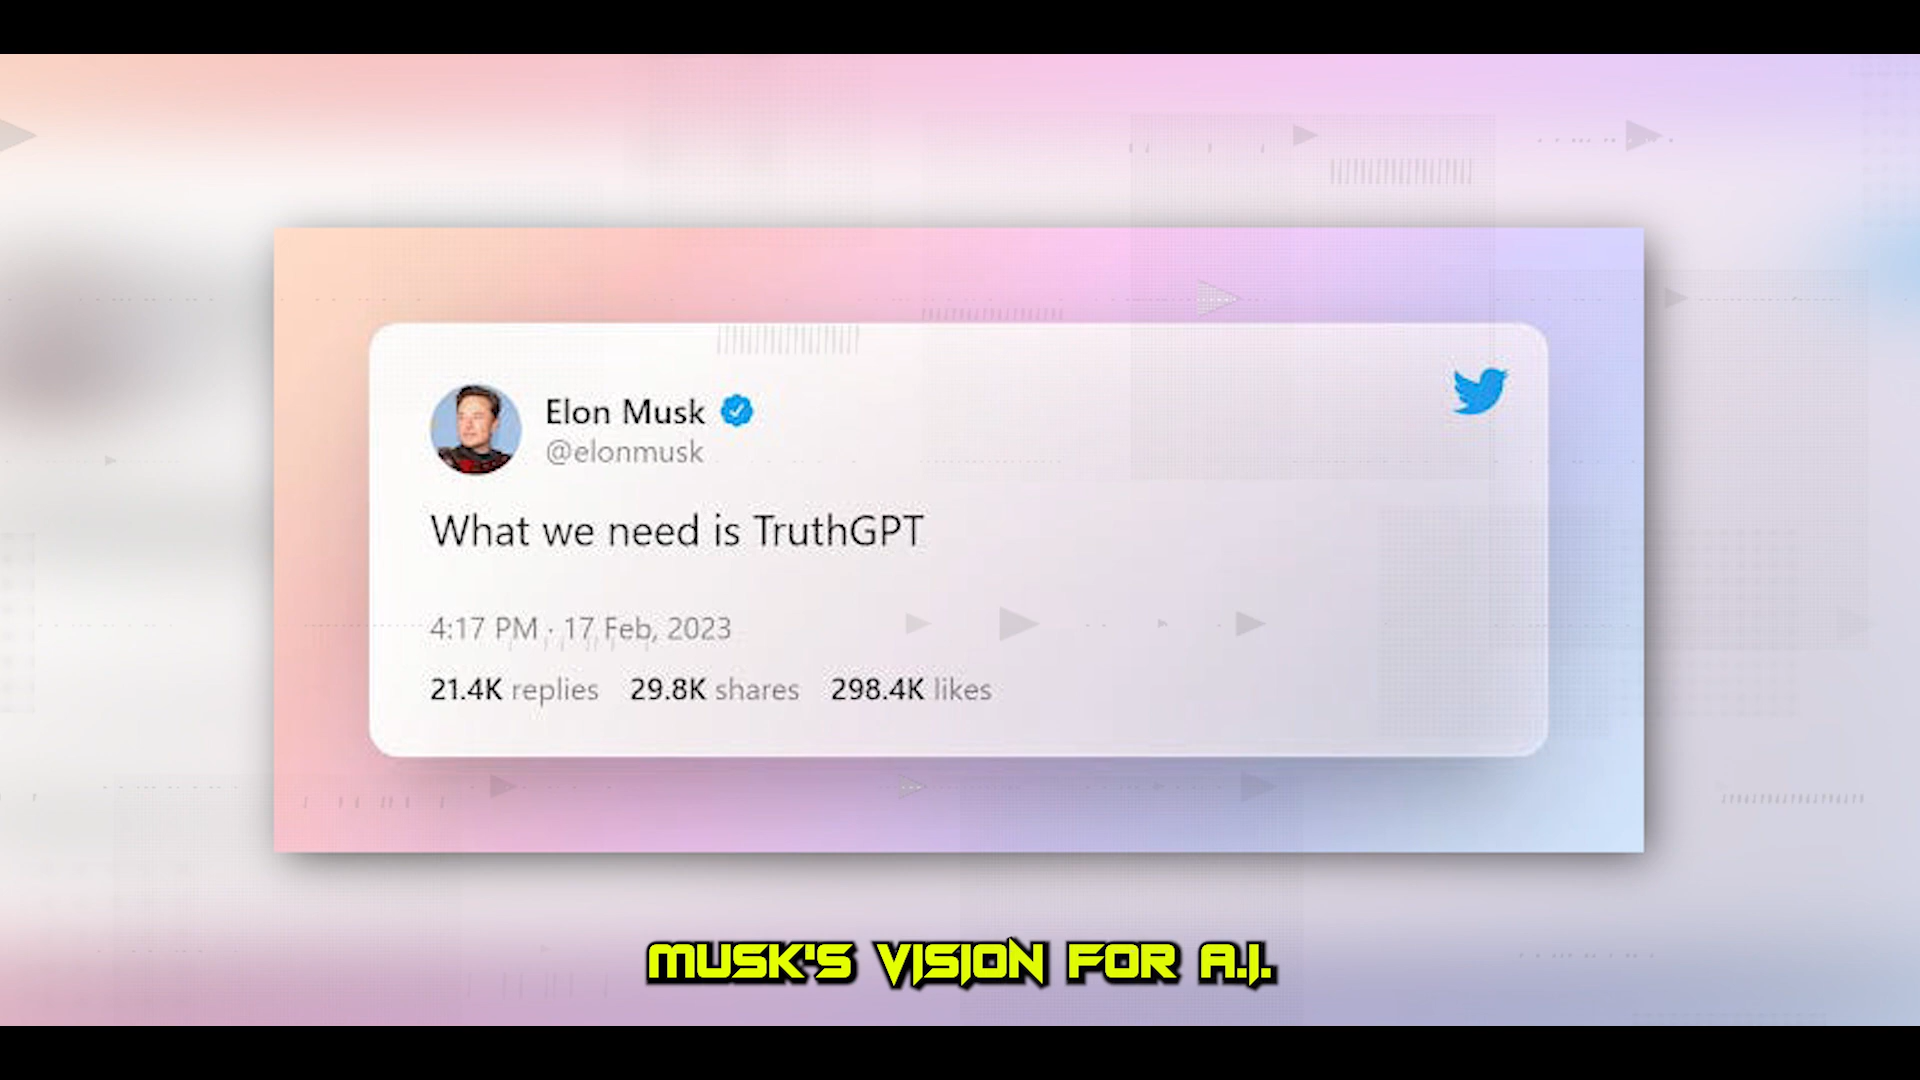 Elon Musk
@elonmusk
What we need is TruthGPT
4:17 PM · 17 Feb, 2023
21.4K replies 29.8K shares 298.4K likes
MUSK'S VISION FOR A.I.